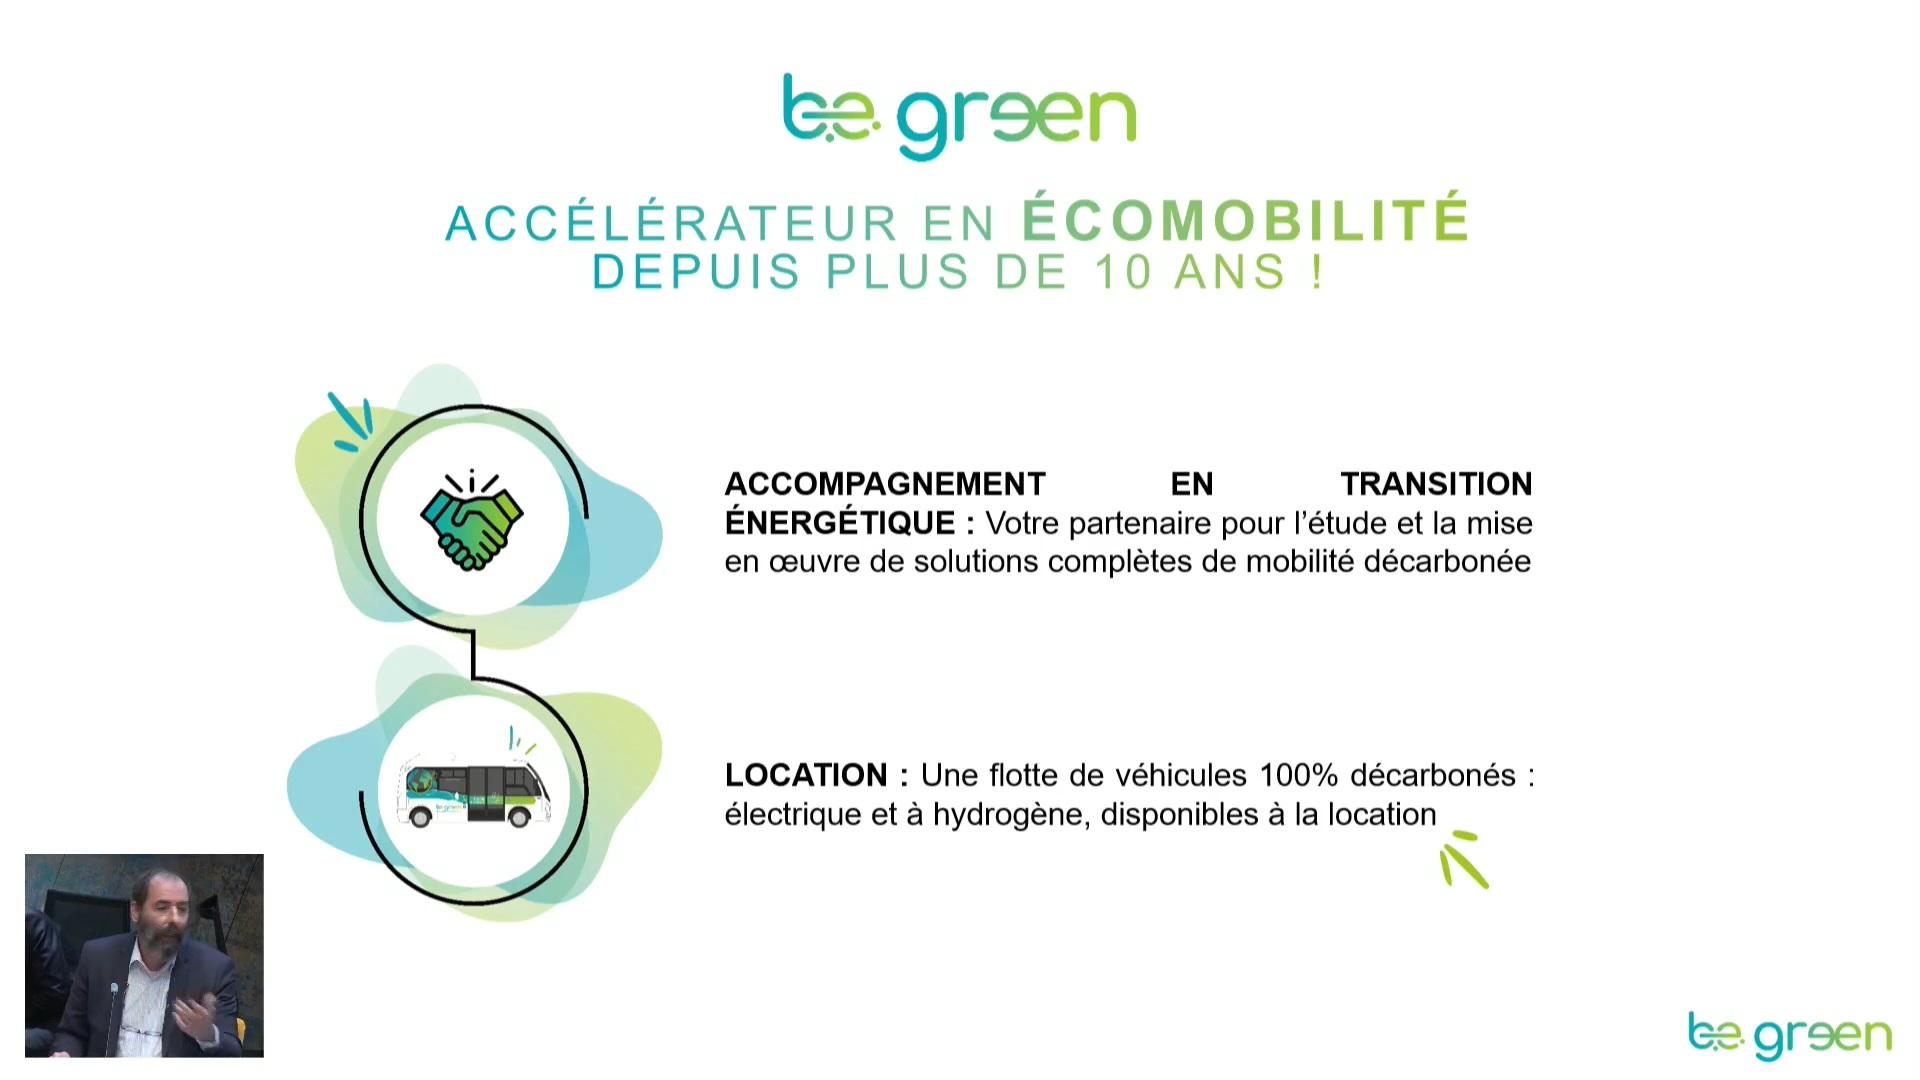 be green
ACCÉLÉRATEUR EN ÉCOMOBILITÉ
DEPUIS PLUS DE 10 ANS !
ACCOMPAGNEMENT EN TRANSITION
ÉNERGÉTIQUE : Votre partenaire pour l’étude et la mise
en œuvre de solutions complètes de mobilité décarbonée
be green
LOCATION : Une flotte de véhicules 100% décarbonés :
électrique et à hydrogène, disponibles à la location
be green